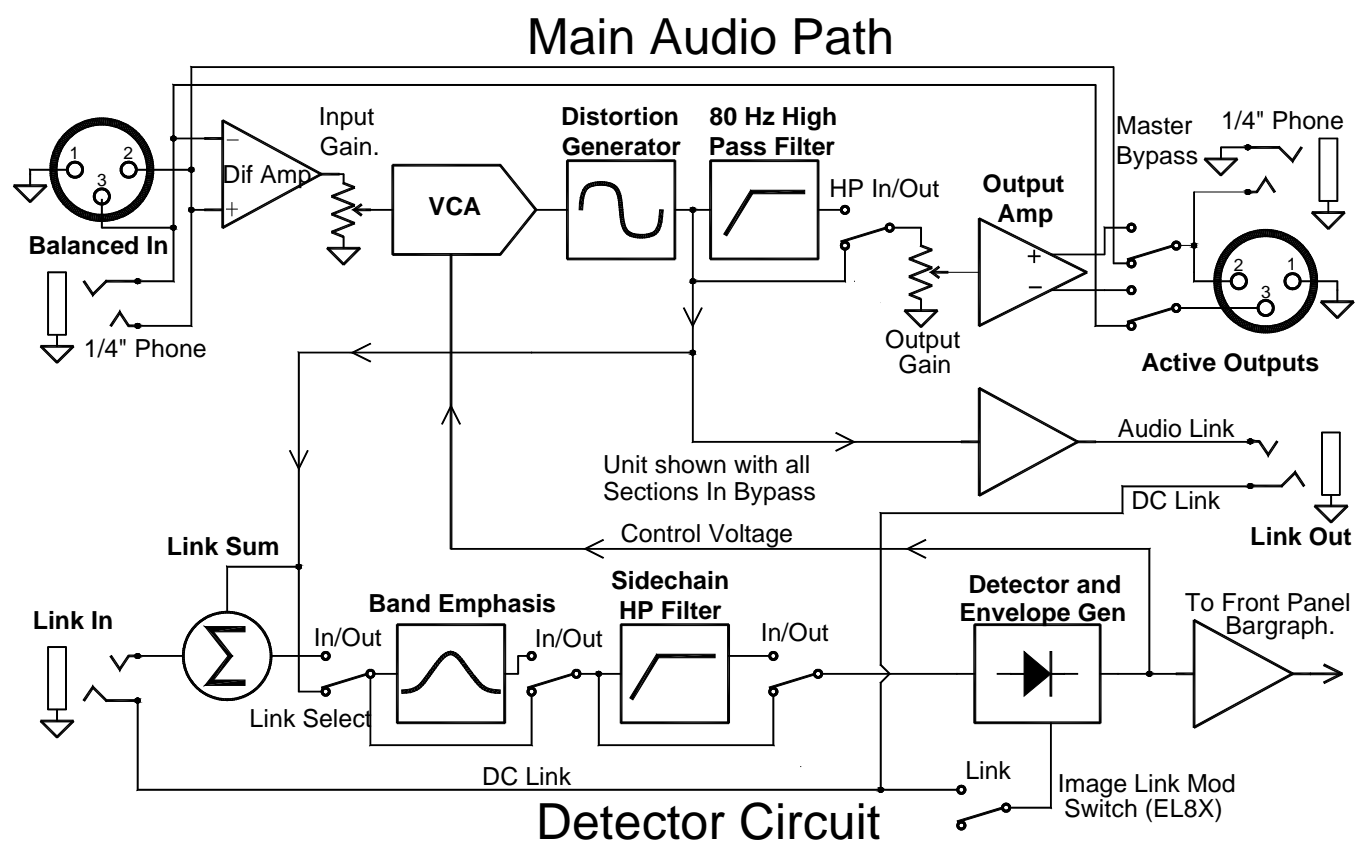 Main Audio Path
Input
Gain.
Distortion
Generator
80 Hz High
Pass Filter
Master
Bypass
1/4" Phone
1
2
3
−
+
Dif Amp
VCA
HP In/Out
Output
Amp
+
−
2
1
3
Balanced In
1/4" Phone
Output
Gain
Active Outputs
Audio Link
Unit shown with all
Sections In Bypass
DC Link
Link Out
Control Voltage
Link Sum
Link In
Σ
In/Out
Link Select
Band Emphasis
In/Out
Sidechain
HP Filter
In/Out
Detector and
Envelope Gen
To Front Panel
Bargraph.
DC Link
Link
Image Link Mod
Switch (EL8X)
Detector Circuit